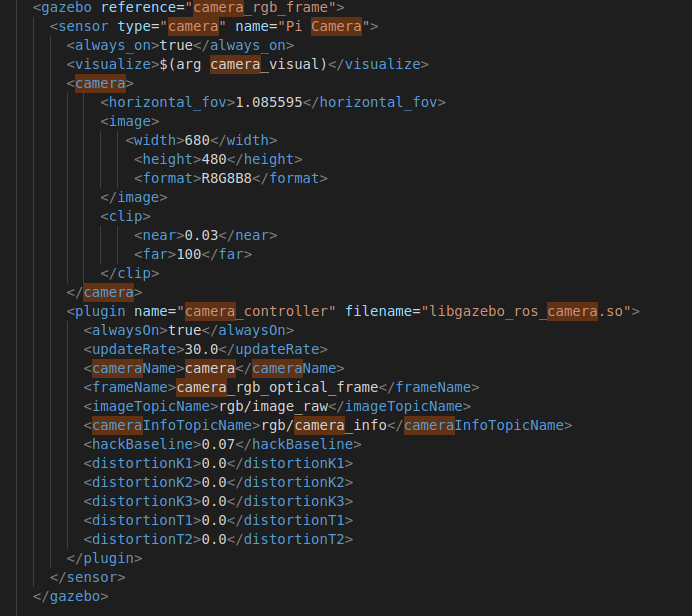 <gazebo reference="camera_rgb_frame">
<sensor type="camera" name="Pi Camera">
<always_on>true</always_on>
<visualize>$(arg camera_visual)</visualize>
<camera>
<horizontal_fov>1.085595</horizontal_fov>
<image>
<width>680</width>
<height>480</height>
<format>R8G8B8</format>
</image>
<clip>
<near>0.03</near>
<far>100</far>
</clip>
</camera>
<plugin name="camera_controller" filename="libgazebo_ros_camera.so">
<alwaysOn>true</alwaysOn>
<updateRate>30.0</updateRate>
<cameraName>camera</cameraName>
<frameName>camera_rgb_optical_frame</frameName>
<imageTopicName>rgb/image_raw</imageTopicName>
<cameraInfoTopicName>rgb/camera_info</cameraInfoTopicName>
<hackBaseline>0.07</hackBaseline>
<distortionK1>0.0</distortionK1>
<distortionK2>0.0</distortionK2>
<distortionK3>0.0</distortionK3>
<distortionT1>0.0</distortionT1>
<distortionT2>0.0</distortionT2>
</plugin>
</sensor>
</gazebo>